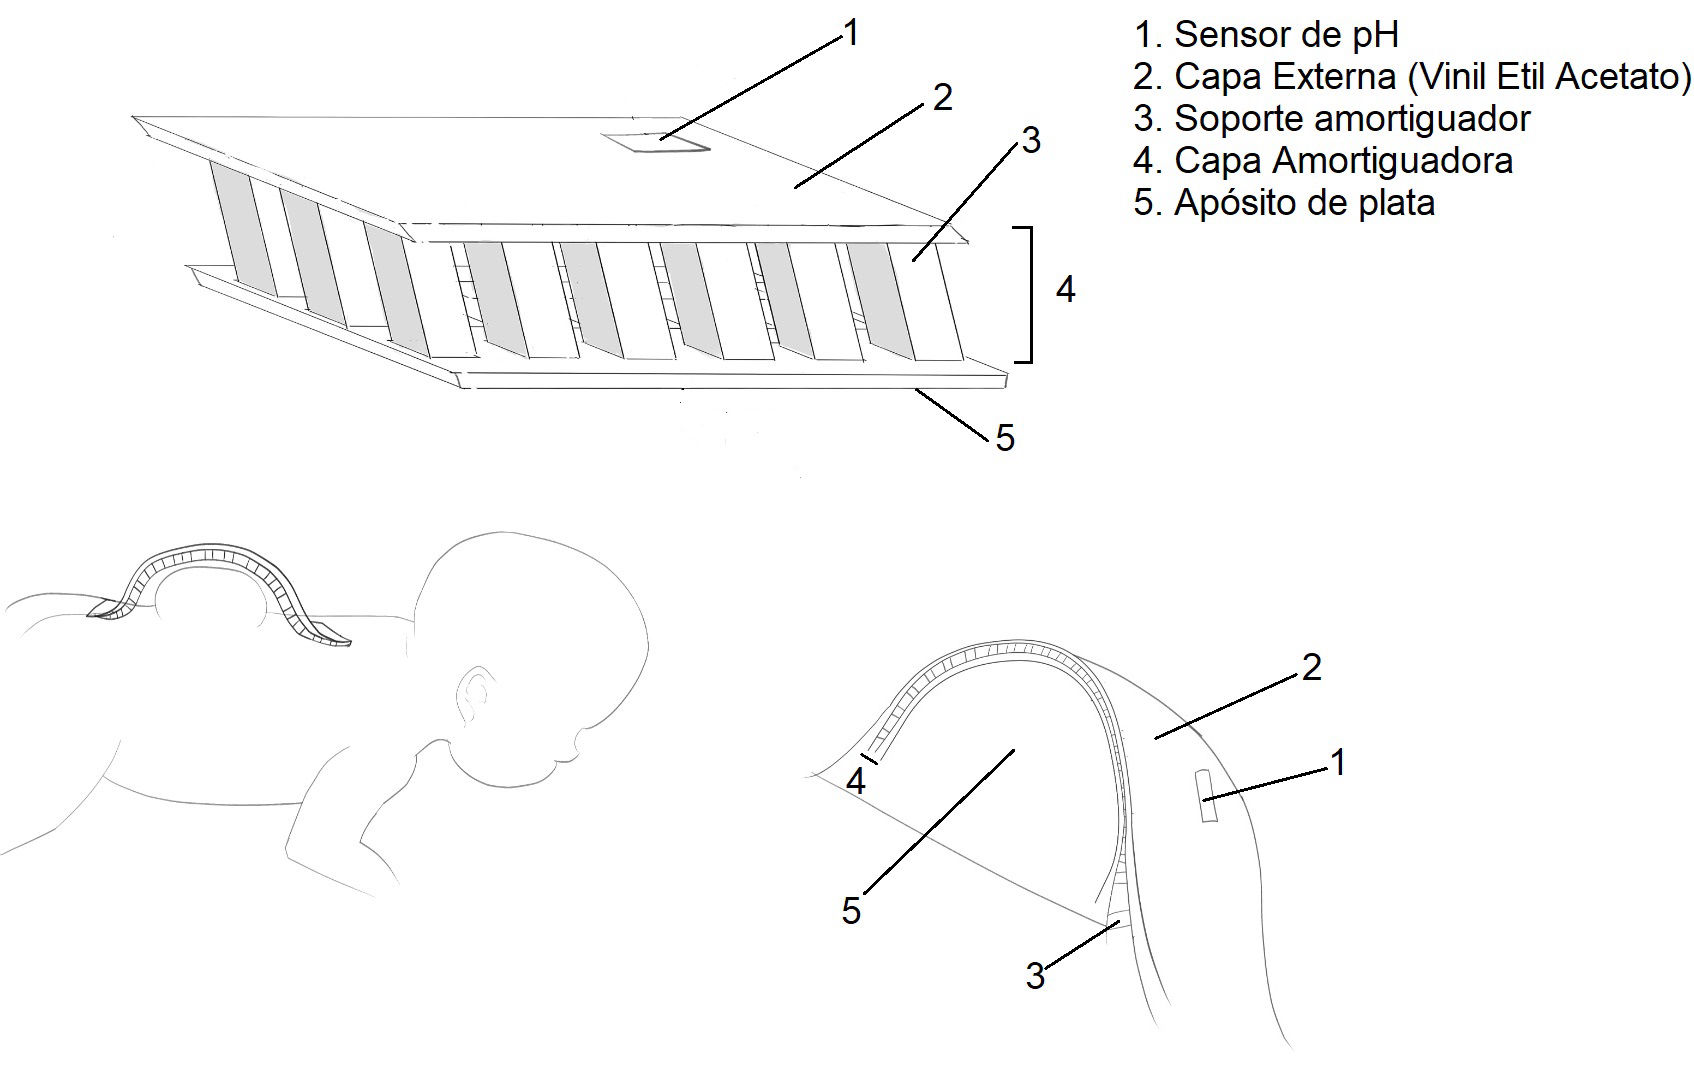 1
2
3
4
5
1. Sensor de pH
2. Capa Externa (Vinil Etil Acetato)
3. Soporte amortiguador
4. Capa Amortiguadora
5. Apósito de plata
2
1
4
5
3